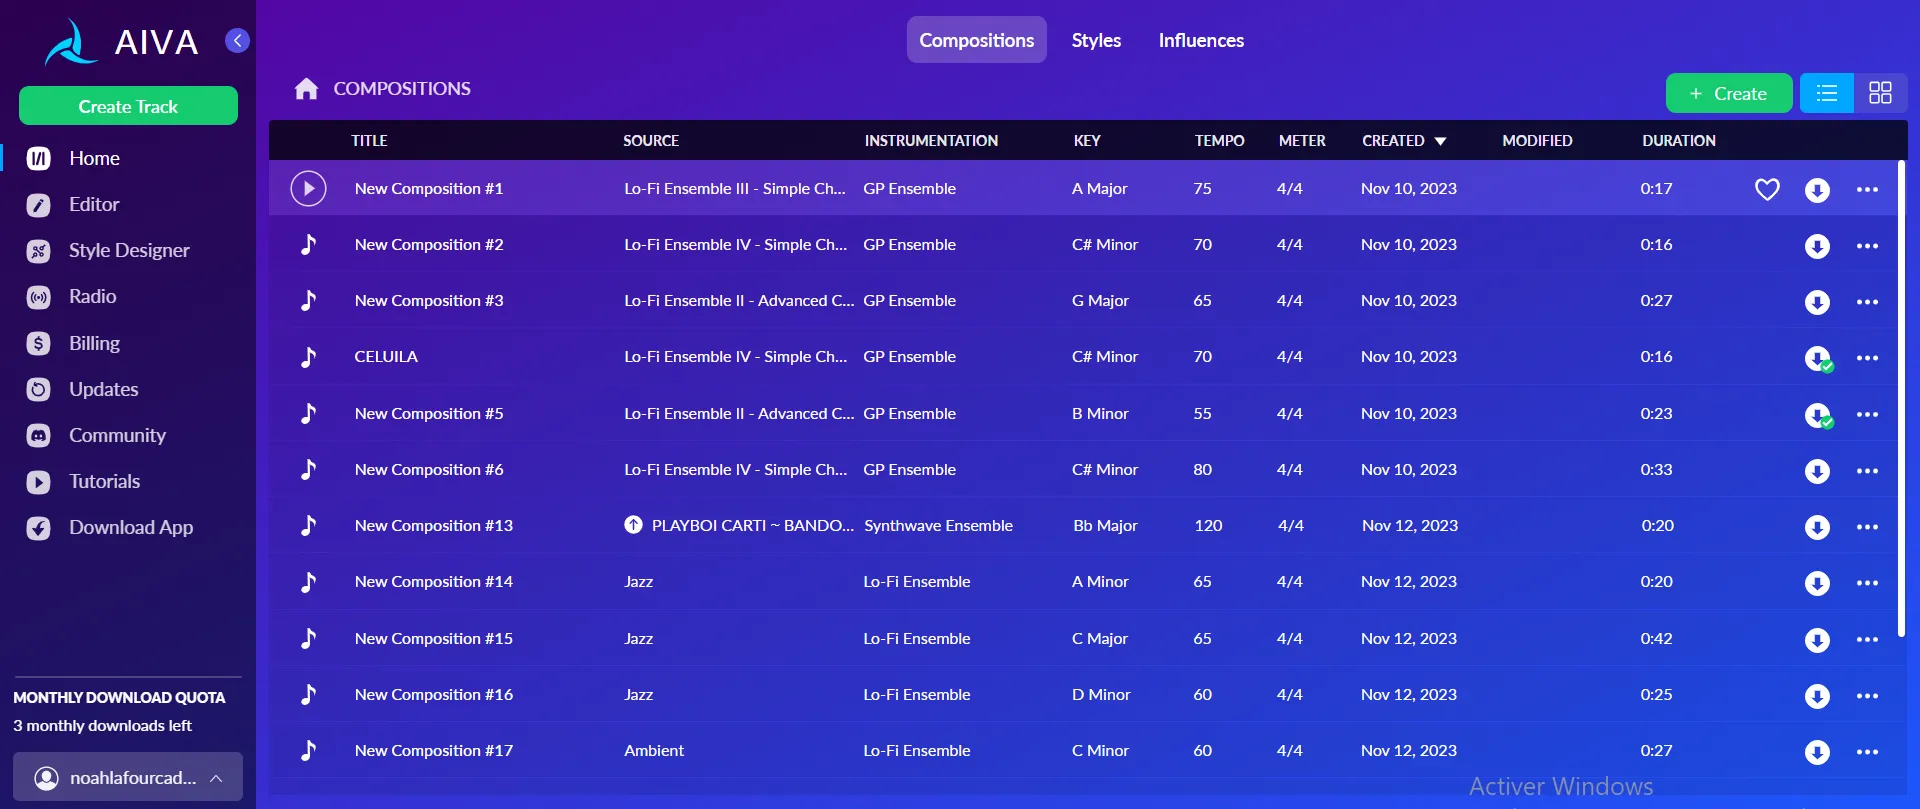 AIVA
Create Track
Home
Editor
Style Designer
Radio
Billing
Updates
Community
Tutorials
Download App
MONTHLY DOWNLOAD QUOTA
3 monthly downloads left
noahlafourcad...
Compositions Styles Influences
COMPOSITIONS
+ Create
TITLE SOURCE INSTRUMENTATION KEY TEMPO METER CREATED MODIFIED DURATION
New Composition #1 Lo-Fi Ensemble III - Simple Ch... GP Ensemble A Major 75 4/4 Nov 10, 2023 0:17
New Composition #2 Lo-Fi Ensemble IV - Simple Ch... GP Ensemble C# Minor 70 4/4 Nov 10, 2023 0:16
New Composition #3 Lo-Fi Ensemble II - Advanced C... GP Ensemble G Major 65 4/4 Nov 10, 2023 0:27
CELUILA Lo-Fi Ensemble IV - Simple Ch... GP Ensemble C# Minor 70 4/4 Nov 10, 2023 0:16
New Composition #5 Lo-Fi Ensemble II - Advanced C... GP Ensemble B Minor 55 4/4 Nov 10, 2023 0:23
New Composition #6 Lo-Fi Ensemble IV - Simple Ch... GP Ensemble C# Minor 80 4/4 Nov 10, 2023 0:33
New Composition #13 PLAYBOI CARTI ~ BANDO... Synthwave Ensemble Bb Major 120 4/4 Nov 12, 2023 0:20
New Composition #14 Jazz Lo-Fi Ensemble A Minor 65 4/4 Nov 12, 2023 0:20
New Composition #15 Jazz Lo-Fi Ensemble C Major 65 4/4 Nov 12, 2023 0:42
New Composition #16 Jazz Lo-Fi Ensemble D Minor 60 4/4 Nov 12, 2023 0:25
New Composition #17 Ambient Lo-Fi Ensemble C Minor 60 4/4 Nov 12, 2023 0:27
Activer Windows